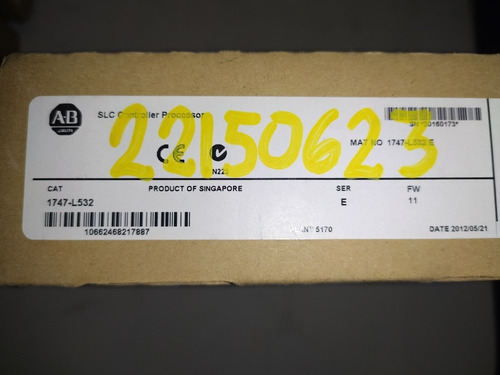 A-B
SLC Controller Processor
22150623
N223
MAT NO 1747-L532 E
CAT
PRODUCT OF SINGAPORE
SER
FW
1747-L532
E
11
10662468217887
5170
DATE 2012/05/21